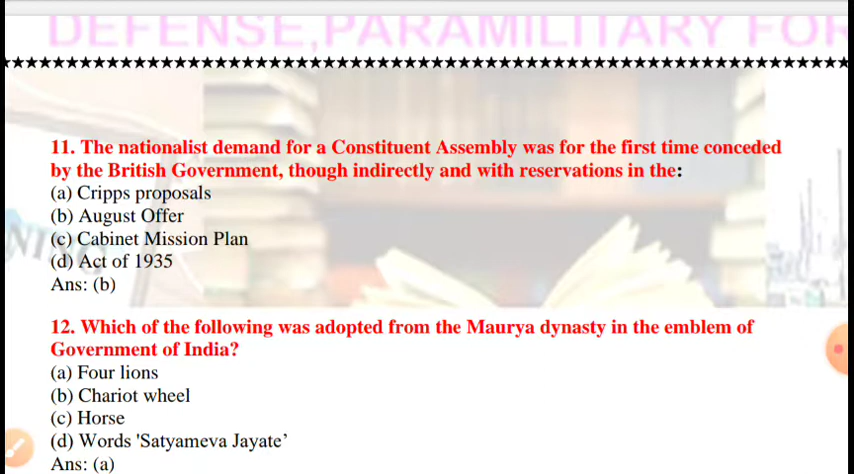 DEFENSE,PARAMILITARY FOR
★★★★★★★★★★★★★★★★★★★★★★★★★★★★★★★★★★★★★★★★★★★★★★★★★★★★★★★★★★★★★★★
11. The nationalist demand for a Constituent Assembly was for the first time conceded
by the British Government, though indirectly and with reservations in the:
(a) Cripps proposals
(b) August Offer
(c) Cabinet Mission Plan
(d) Act of 1935
Ans: (b)
12. Which of the following was adopted from the Maurya dynasty in the emblem of
Government of India?
(a) Four lions
(b) Chariot wheel
(c) Horse
(d) Words 'Satyameva Jayate’
Ans: (a)